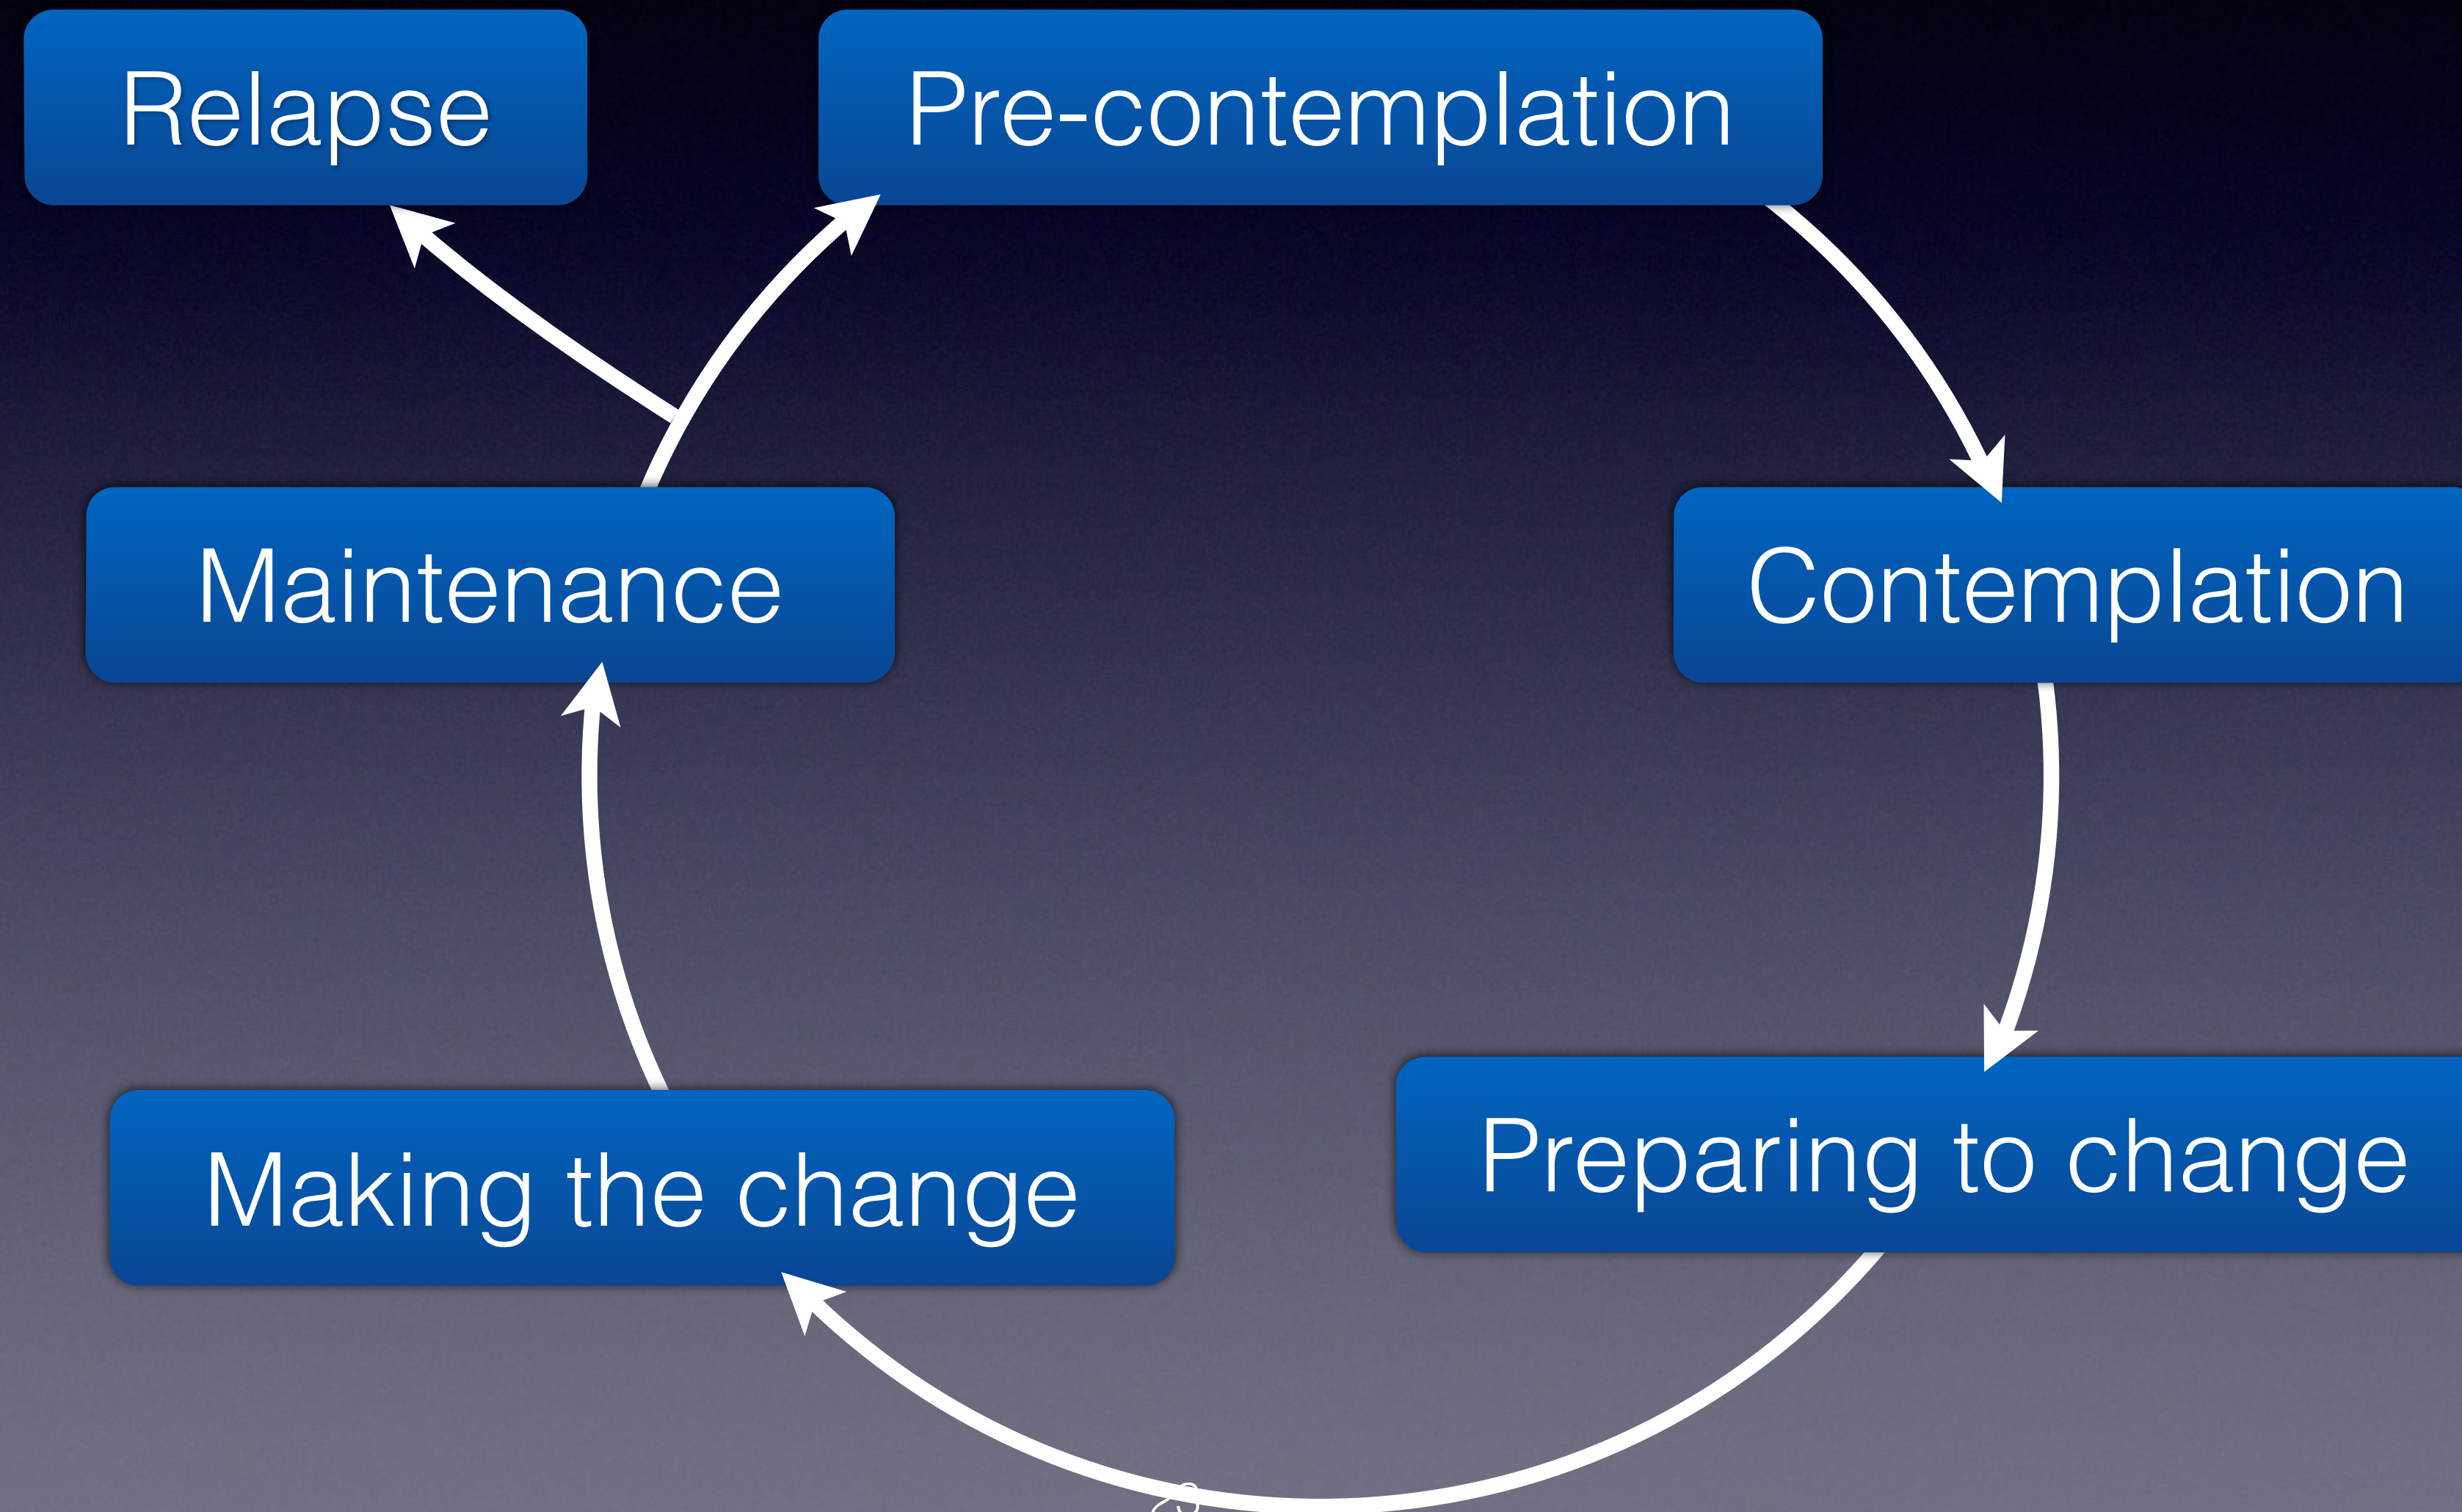 Relapse
Pre-contemplation
Maintenance
Contemplation
Making the change
Preparing to change